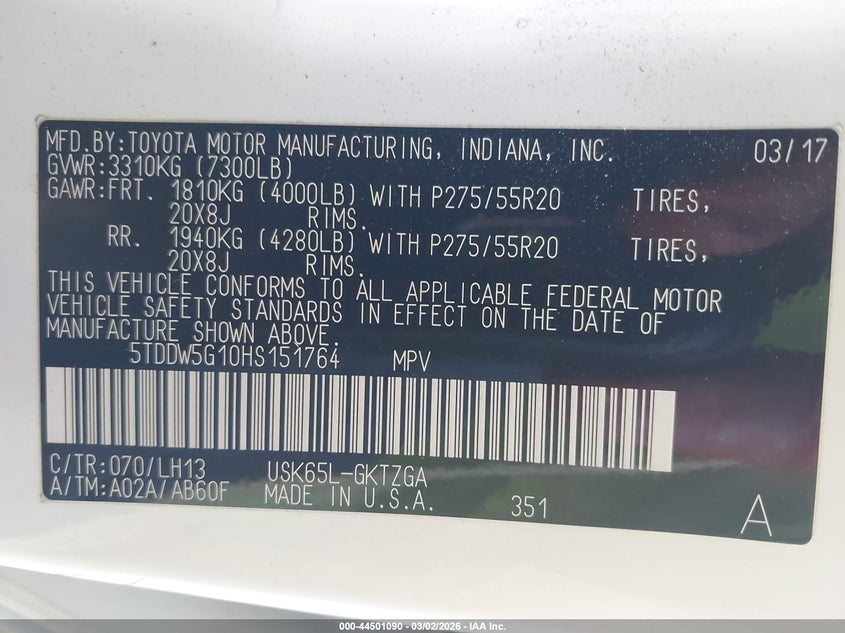 MFD.BY:TOYOTA MOTOR MANUFACTURING, INDIANA, INC. 03/17
GVWR:3310KG (7300LB)
GAWR:FRT. 1810KG (4000LB) WITH P275/55R20 TIRES,
20X8J RIMS.
RR. 1940KG (4280LB) WITH P275/55R20 TIRES,
20X8J RIMS.
THIS VEHICLE CONFORMS TO ALL APPLICABLE FEDERAL MOTOR
VEHICLE SAFETY STANDARDS IN EFFECT ON THE DATE OF
MANUFACTURE SHOWN ABOVE.
5TDDW5G10HS151764 MPV
C/TR:070/LH13 USK65L-GKTZGA
A/TM:A02A/AB60F MADE IN U.S.A. 351 A
000-44501090 - 03/02/2026 - IAA Inc.